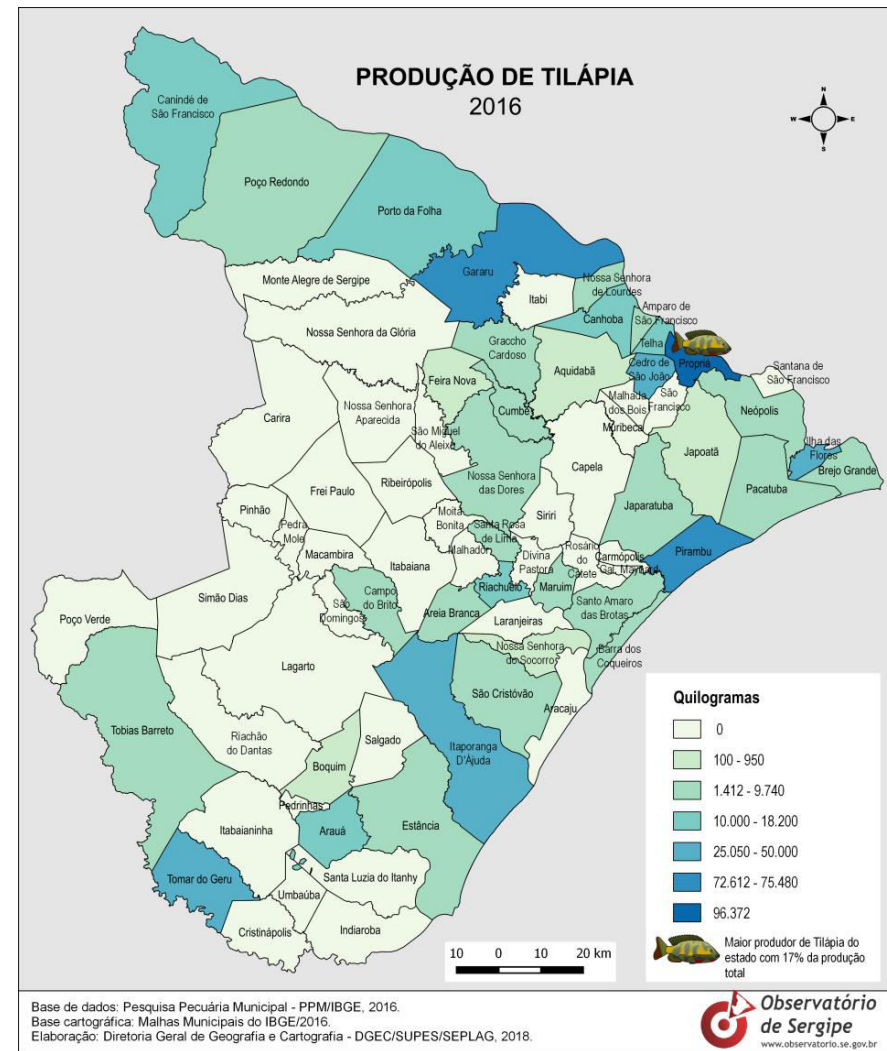 PRODUÇÃO DE TILÁPIA
2016
N
W
E
S
Canindé de
São Francisco
Poço Redondo
Porto da Folha
Monte Alegre de Sergipe
Gararu
Itabi
Nossa Senhora
de Lourdes
Nossa Senhora da Glória
Canhoba
Amparo de
São Francisco
Graccho
Cardoso
Telha
Propriá
Aquidabã
Cedro de
São João
Santana de
São Francisco
Feira Nova
Carira
Nossa Senhora
Aparecida
Cumbe
Malhada
dos Bois
São
Francisco
Neópolis
São Miguel
do Aleixo
Muribeca
Ilha das
Flores
Japoatã
Brejo Grande
Capela
Nossa Senhora
das Dores
Pacatuba
Ribeirópolis
Frei Paulo
Japaratuba
Pinhão
Siriri
Pedra
Mole
Moita
Bonita
Santa Rosa
de Lima
Macambira
Malhador
Divina
Pastora
Rosário
do
Catete
Carmópolis
Gal. Maynard
Pirambu
Itabaiana
Riachuelo
Maruim
Simão Dias
Campo
do Brito
São
Domingos
Areia Branca
Santo Amaro
das Brotas
Poço Verde
Laranjeiras
Nossa Senhora
do Socorro
Barra dos
Coqueiros
Lagarto
São Cristóvão
Aracaju
Tobias Barreto
Riachão
do Dantas
Salgado
Itaporanga
D'Ájuda
Boquim
Pedrinhas
Itabaianinha
Arauá
Estância
Tomar do Geru
Santa Luzia do Itanhy
Umbaúba
Cristinápolis
Indiaroba
Quilogramas
0
100 - 950
1.412 - 9.740
10.000 - 18.200
25.050 - 50.000
72.612 - 75.480
96.372
Maior produdor de Tilápia do
estado com 17% da produção
total
10 0 10 20 km
Base de dados: Pesquisa Pecuária Municipal - PPM/IBGE, 2016.
Base cartográfica: Malhas Municipais do IBGE/2016.
Elaboração: Diretoria Geral de Geografia e Cartografia - DGEC/SUPES/SEPLAG, 2018.
Observatório
de Sergipe
www.observatorio.se.gov.br